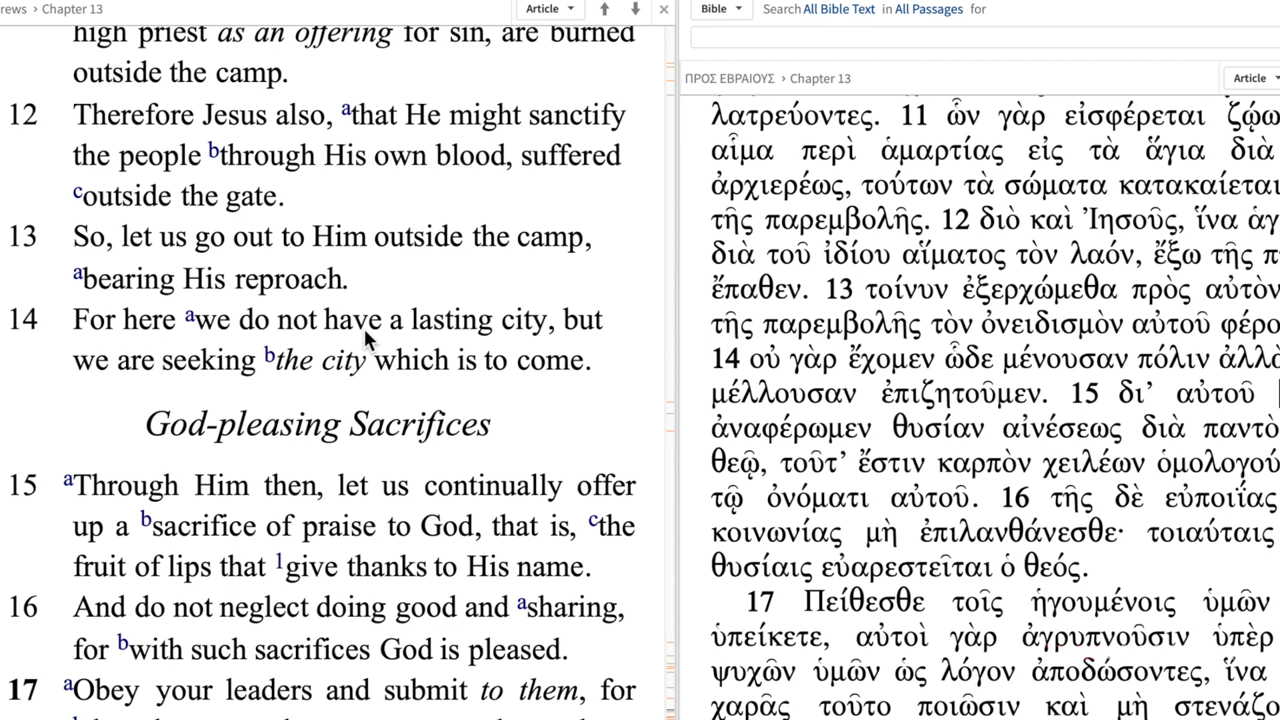 rews › Chapter 13
Article
high priest as an offering for sin, are burned
outside the camp.
12 Therefore Jesus also, ᵃthat He might sanctify
the people ᵇthrough His own blood, suffered
ᶜoutside the gate.
13 So, let us go out to Him outside the camp,
ᵃbearing His reproach.
14 For here ᵃwe do not have a lasting city, but
we are seeking ᵇthe city which is to come.
God-pleasing Sacrifices
15 ᵃThrough Him then, let us continually offer
up a ᵇsacrifice of praise to God, that is, ᶜthe
fruit of lips that ¹give thanks to His name.
16 And do not neglect doing good and ᵃsharing,
for ᵇwith such sacrifices God is pleased.
17 ᵃObey your leaders and submit to them, for
Bible Search All Bible Text in All Passages for
ΠΡΟΣ ΕΒΡΑΙΟΥΣ › Chapter 13
Article
λατρεύοντες. 11 ὧν γὰρ εἰσφέρεται ζῴω
αἷμα περὶ ἁμαρτίας εἰς τὰ ἅγια διὰ
ἀρχιερέως, τούτων τὰ σώματα κατακαίεται
τῆς παρεμβολῆς. 12 διὸ καὶ Ἰησοῦς, ἵνα ἁγ
διὰ τοῦ ἰδίου αἵματος τὸν λαόν, ἔξω τῆς π
ἔπαθεν. 13 τοίνυν ἐξερχώμεθα πρὸς αὐτὸν
τῆς παρεμβολῆς τὸν ὀνειδισμὸν αὐτοῦ φέρο
14 οὐ γὰρ ἔχομεν ὧδε μένουσαν πόλιν ἀλλὰ
μέλλουσαν ἐπιζητοῦμεν. 15 δι’ αὐτοῦ
ἀναφέρωμεν θυσίαν αἰνέσεως διὰ παντὸ
θεῷ, τοῦτ’ ἔστιν καρπὸν χειλέων ὁμολογού
τῷ ὀνόματι αὐτοῦ. 16 τῆς δὲ εὐποιΐας
κοινωνίας μὴ ἐπιλανθάνεσθε· τοιαύταις
θυσίαις εὐαρεστεῖται ὁ θεός.
17 Πείθεσθε τοῖς ἡγουμένοις ὑμῶν
ὑπείκετε, αὐτοὶ γὰρ ἀγρυπνοῦσιν ὑπὲρ
ψυχῶν ὑμῶν ὡς λόγον ἀποδώσοντες, ἵνα
χαρᾶς τοῦτο ποιῶσιν καὶ μὴ στενάζο